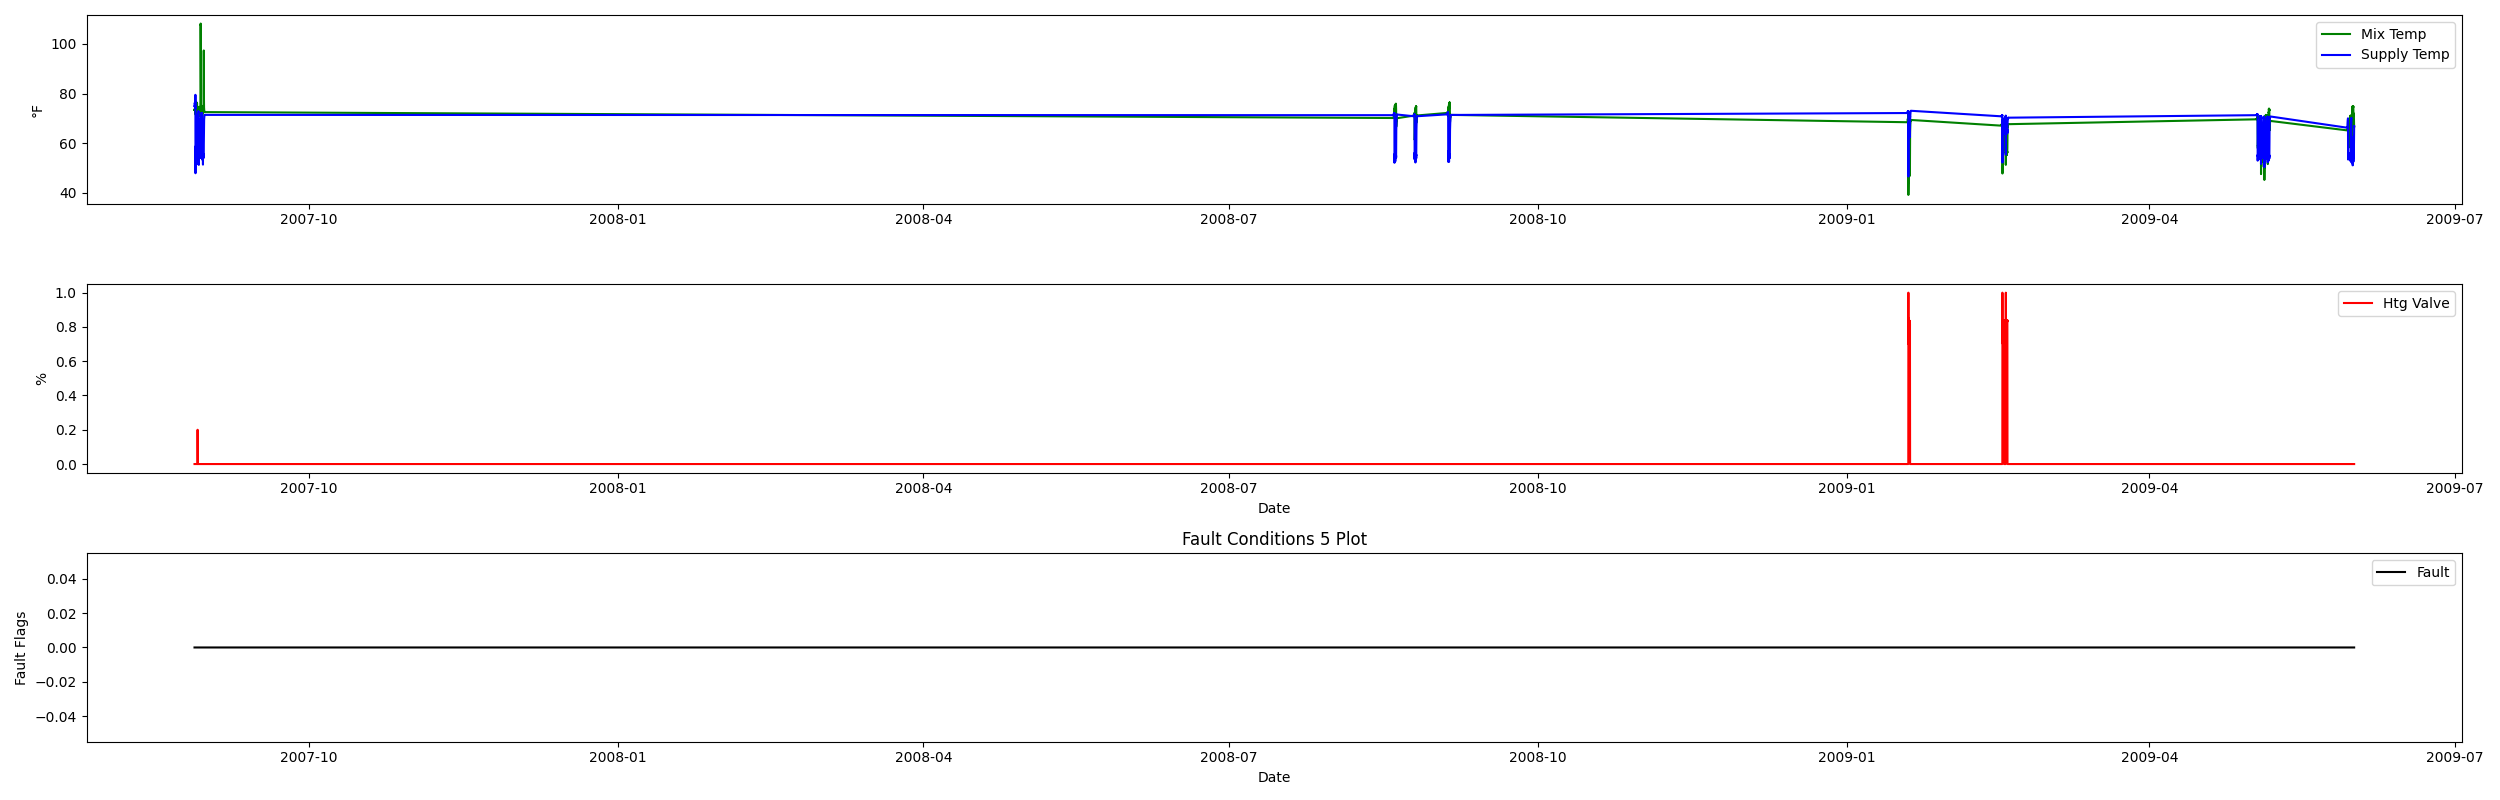 100
80
60
40
°F
Mix Temp
Supply Temp
2007-10 2008-01 2008-04 2008-07 2008-10 2009-01 2009-04 2009-07
1.0
0.8
0.6
0.4
0.2
0.0
%
Htg Valve
2007-10 2008-01 2008-04 2008-07 2008-10 2009-01 2009-04 2009-07
Date
Fault Conditions 5 Plot
0.04
0.02
0.00
−0.02
−0.04
Fault Flags
Fault
2007-10 2008-01 2008-04 2008-07 2008-10 2009-01 2009-04 2009-07
Date